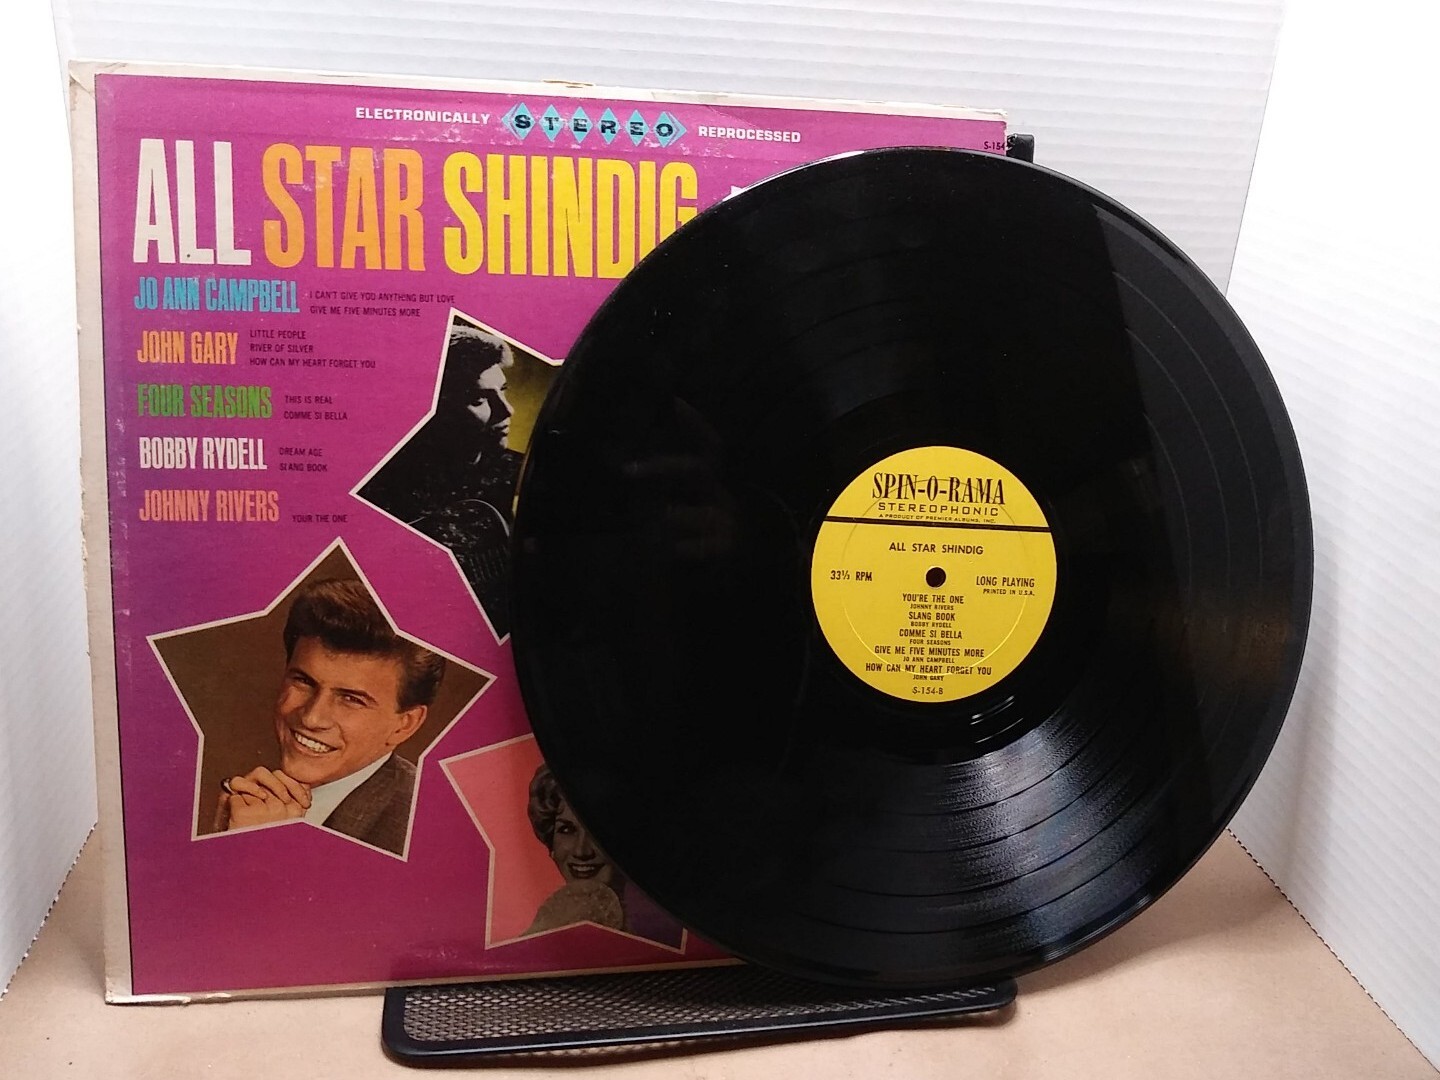 ELECTRONICALLY STEREO REPROCESSED
S-154
ALL STAR SHINDIG
JO ANN CAMPBELL
I CAN'T GIVE YOU ANYTHING BUT LOVE
GIVE ME FIVE MINUTES MORE
JOHN GARY
LITTLE PEOPLE
RIVER OF SILVER
HOW CAN MY HEART FORGET YOU
FOUR SEASONS
THIS IS REAL
COMME SI BELLA
BOBBY RYDELL
DREAM AGE
SLANG BOOK
JOHNNY RIVERS
YOUR THE ONE
SPIN-O-RAMA
STEREOPHONIC
A PRODUCT OF PREMIER ALBUMS, INC.
ALL STAR SHINDIG
33⅓ RPM
LONG PLAYING
PRINTED IN U.S.A.
YOU'RE THE ONE
JOHNNY RIVERS
SLANG BOOK
BOBBY RYDELL
COMME SI BELLA
FOUR SEASONS
GIVE ME FIVE MINUTES MORE
JO ANN CAMPBELL
HOW CAN MY HEART FORGET YOU
JOHN GARY
S-154-B